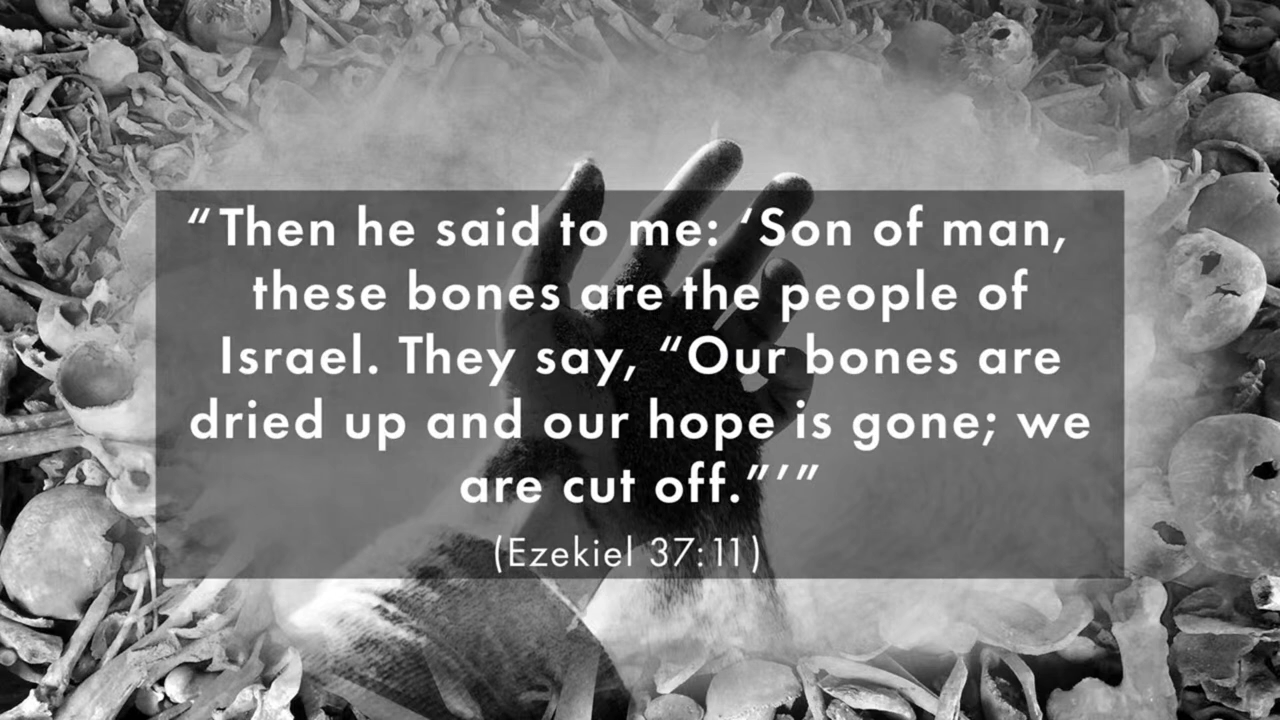 “Then he said to me: ‘Son of man,
these bones are the people of
Israel. They say, “Our bones are
dried up and our hope is gone; we
are cut off.”’”
(Ezekiel 37:11)